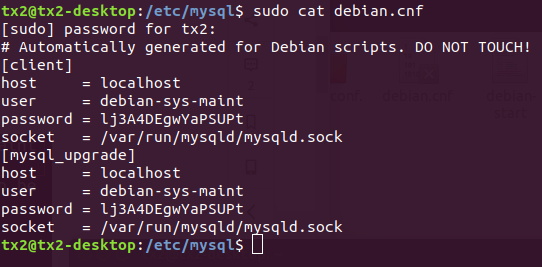 tx2@tx2-desktop:/etc/mysql$ sudo cat debian.cnf
[sudo] password for tx2:
# Automatically generated for Debian scripts. DO NOT TOUCH!
[client]
host     = localhost
user     = debian-sys-maint
password = lj3A4DEgwYaPSUPt
socket   = /var/run/mysqld/mysqld.sock
[mysql_upgrade]
host     = localhost
user     = debian-sys-maint
password = lj3A4DEgwYaPSUPt
socket   = /var/run/mysqld/mysqld.sock
tx2@tx2-desktop:/etc/mysql$